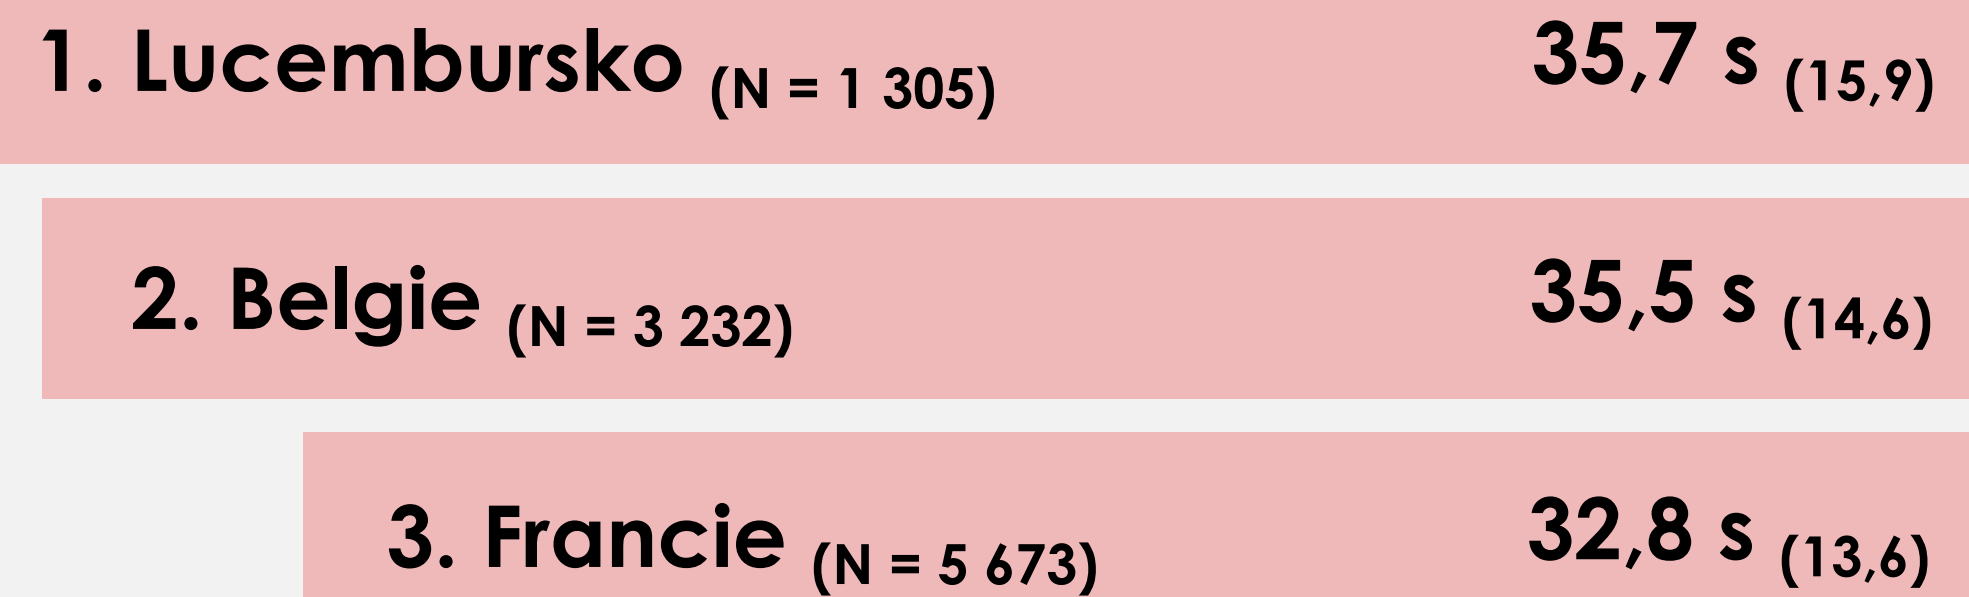 1. Lucembursko (N = 1 305) 35,7 s (15,9)
2. Belgie (N = 3 232) 35,5 s (14,6)
3. Francie (N = 5 673) 32,8 s (13,6)